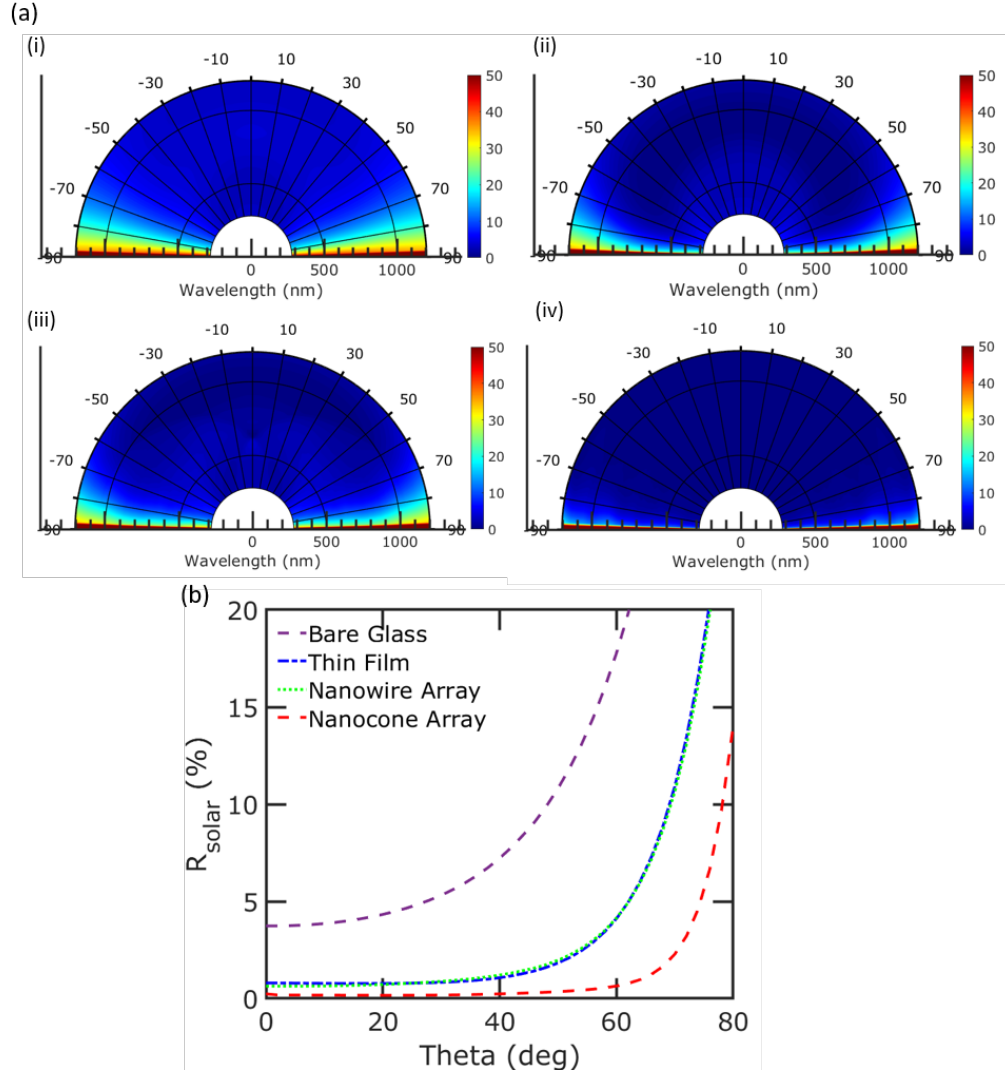 (a)
(i)
-10 10
-30 30
-50 50
-70 70
-90 90
0 500 1000
Wavelength (nm)
50
40
30
20
10
0
(ii)
-10 10
-30 30
-50 50
-70 70
-90 90
0 500 1000
Wavelength (nm)
50
40
30
20
10
0
(iii)
-10 10
-30 30
-50 50
-70 70
-90 90
0 500 1000
Wavelength (nm)
50
40
30
20
10
0
(iv)
-10 10
-30 30
-50 50
-70 70
-90 90
0 500 1000
Wavelength (nm)
50
40
30
20
10
0
(b)
20
15
10
5
0
R_solar (%)
Bare Glass
Thin Film
Nanowire Array
Nanocone Array
0 20 40 60 80
Theta (deg)